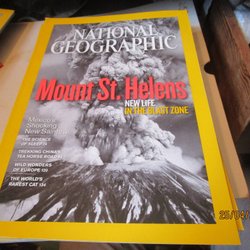 NATIONAL
GEOGRAPHIC
Mount St. Helens
NEW LIFE
IN THE BLAST ZONE
Mexico's
Shocking
New Saints
THE SCIENCE
OF SLEEP
TREKKING CHINA'S
TEA HORSE ROAD
WILD WONDERS
OF EUROPE
THE WORLD'S
RAREST CAT